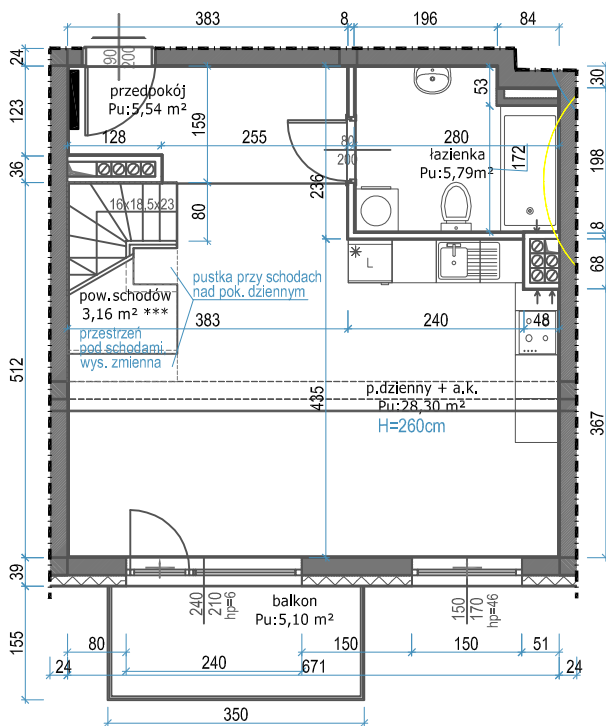 383
8
196
84
24
90
200
przedpokój
Pu:5,54 m²
123
159
53
30
128
255
80
200
280
łazienka
Pu:5,79m²
172
198
36
236
16x18,5x23
80
8
L
68
pustka przy schodach
nad pok. dziennym
pow.schodów
3,16 m² ***
383
240
48
przestrzeń
pod schodami
wys. zmienna
512
435
p.dzienny + a.k.
Pu:28,30 m²
H=260cm
367
39
240
210
hp=6
balkon
Pu:5,10 m²
150
170
hp=46
155
80
150
150
51
24
240
671
24
350